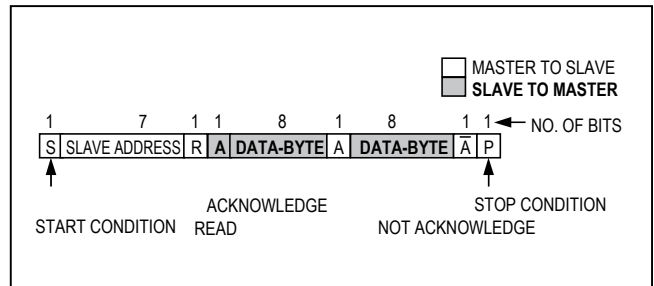 MASTER TO SLAVE
SLAVE TO MASTER
1 7 1 1 8 1 8 1 1 NO. OF BITS
S SLAVE ADDRESS R A DATA-BYTE A DATA-BYTE A̅ P
ACKNOWLEDGE STOP CONDITION
START CONDITION READ NOT ACKNOWLEDGE